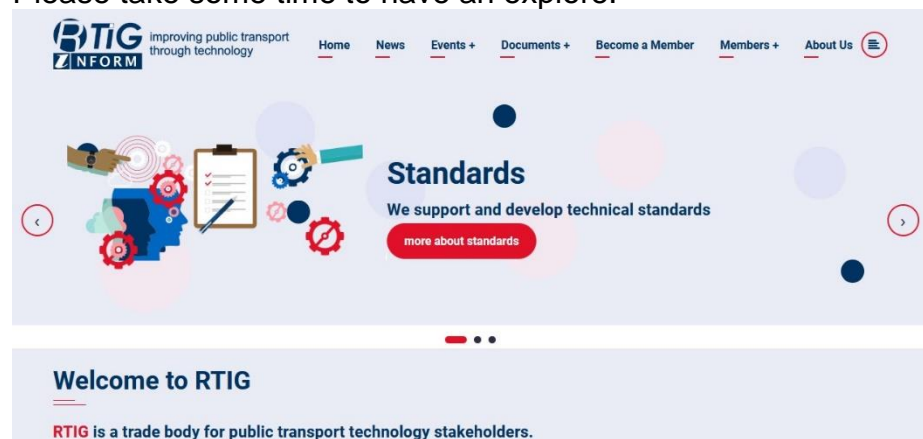 Please take some time to have an explore.
RTIG
INFORM
improving public transport
through technology
Home News Events + Documents + Become a Member Members + About Us
Standards
We support and develop technical standards
more about standards
Welcome to RTIG
RTIG is a trade body for public transport technology stakeholders.